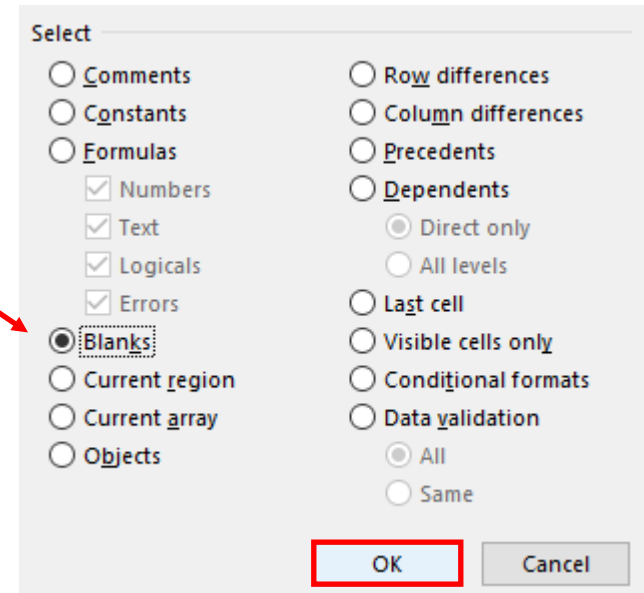 Select
Comments
Constants
Formulas
Numbers
Text
Logicals
Errors
Blanks
Current region
Current array
Objects
Row differences
Column differences
Precedents
Dependents
Direct only
All levels
Last cell
Visible cells only
Conditional formats
Data validation
All
Same
OK
Cancel